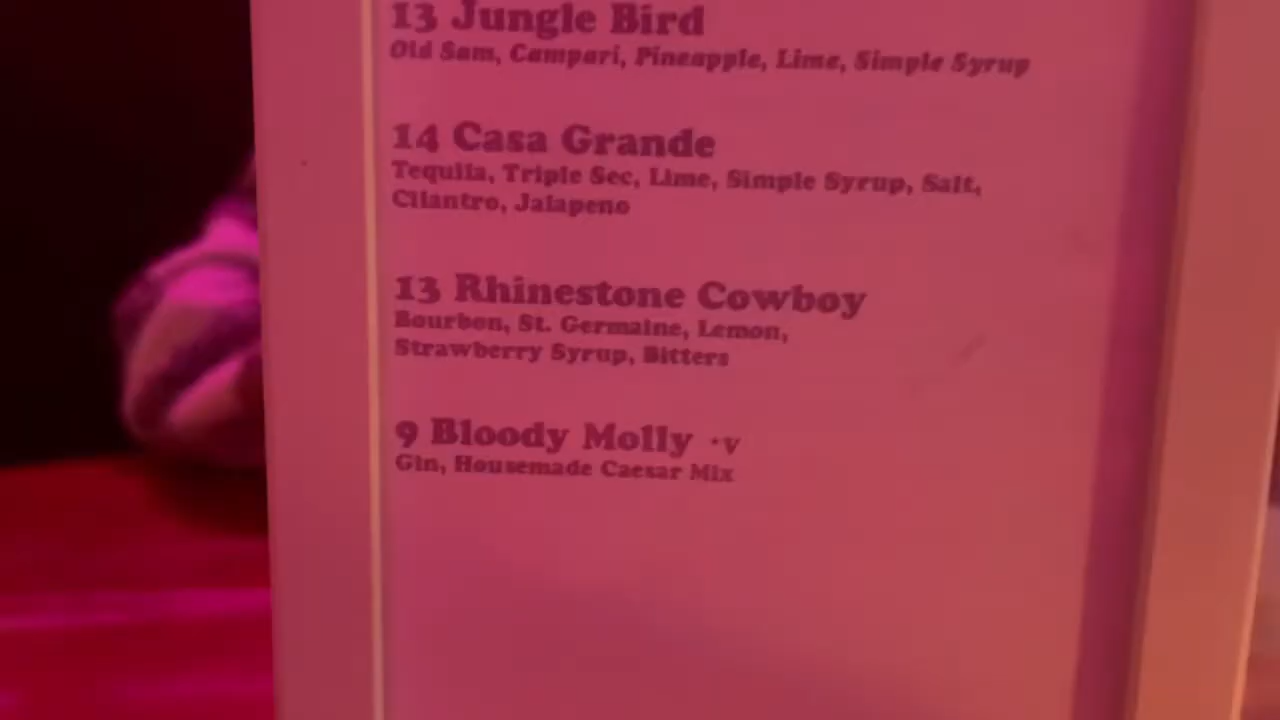 13 Jungle Bird
Old Sam, Campari, Pineapple, Lime, Simple Syrup
14 Casa Grande
Tequila, Triple Sec, Lime, Simple Syrup, Salt,
Cilantro, Jalapeno
13 Rhinestone Cowboy
Bourbon, St. Germaine, Lemon,
Strawberry Syrup, Bitters
9 Bloody Molly •v
Gin, Housemade Caesar Mix